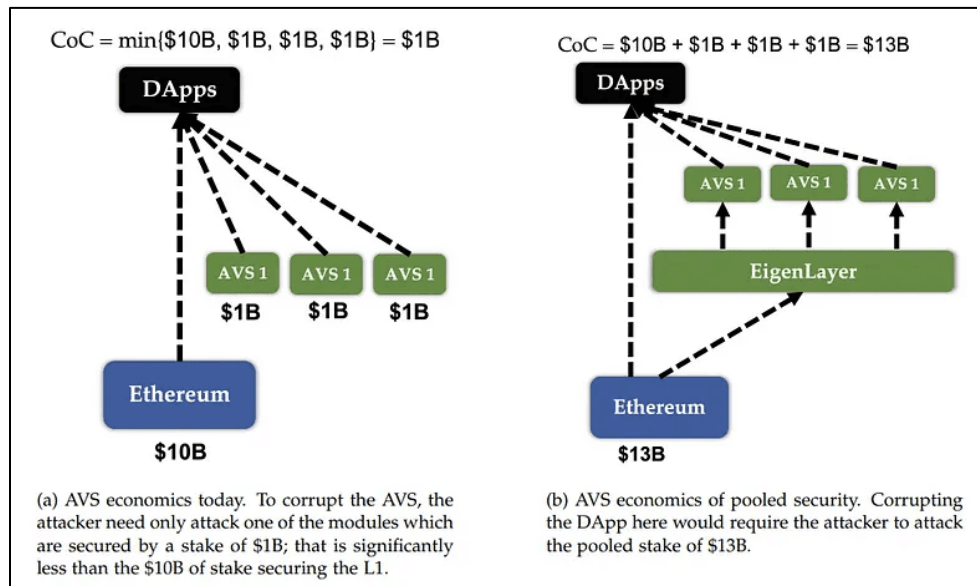 CoC = min{$10B, $1B, $1B, $1B} = $1B
DApps
AVS 1
AVS 1
AVS 1
$1B
$1B
$1B
Ethereum
$10B
(a) AVS economics today. To corrupt the AVS, the
attacker need only attack one of the modules which
are secured by a stake of $1B; that is significantly
less than the $10B of stake securing the L1.
CoC = $10B + $1B + $1B + $1B = $13B
DApps
AVS 1
AVS 1
AVS 1
EigenLayer
Ethereum
$13B
(b) AVS economics of pooled security. Corrupting
the DApp here would require the attacker to attack
the pooled stake of $13B.